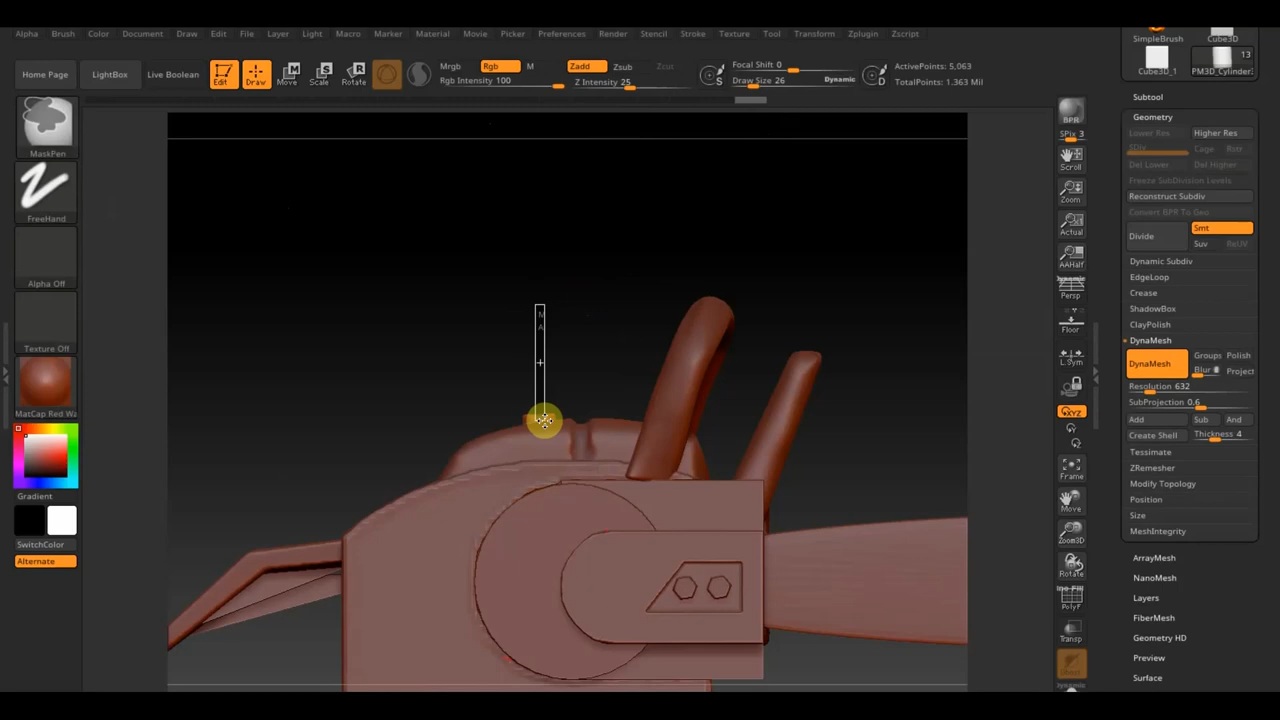 Alpha Brush Color Document Draw Edit File Layer Light Macro Marker Material Movie Picker Preferences Render Stencil Stroke Texture Tool Transform Zplugin Zscript
SimpleBrush Cube3D
Cube3D_1 PM3D_Cylinder
13
Home Page LightBox Live Boolean Edit Draw Move Scale Rotate
Mrgb Rgb M
Rgb Intensity 100
Zadd Zsub Zcut
Z Intensity 25
S
Focal Shift 0
Draw Size 26 Dynamic
D
ActivePoints: 5,063
TotalPoints: 1,363 Mil
MaskPen
FreeHand
Alpha Off
Texture Off
MatCap Red Wa
Gradient
SwitchColor
Alternate
M
A
BPR
SPix 3
Scroll
Zoom
Actual
AAHalf
Dynamic
Persp
Floor
L.Sym
XYZ
Frame
Move
Zoom3D
Rotate
Line Fill
PolyF
Transp
Dynamic
Subtool
Geometry
Lower Res Higher Res
SDiv Cage Rstr
Del Lower Del Higher
Freeze SubDivision Levels
Reconstruct Subdiv
Convert BPR To Geo
Divide Smt
Suv ReUV
Dynamic Subdiv
EdgeLoop
Crease
ShadowBox
ClayPolish
DynaMesh
DynaMesh Groups Polish
Blur Project
Resolution 632
SubProjection 0.6
Add Sub And
Create Shell Thickness 4
Tessimate
ZRemesher
Modify Topology
Position
Size
MeshIntegrity
ArrayMesh
NanoMesh
Layers
FiberMesh
Geometry HD
Preview
Surface